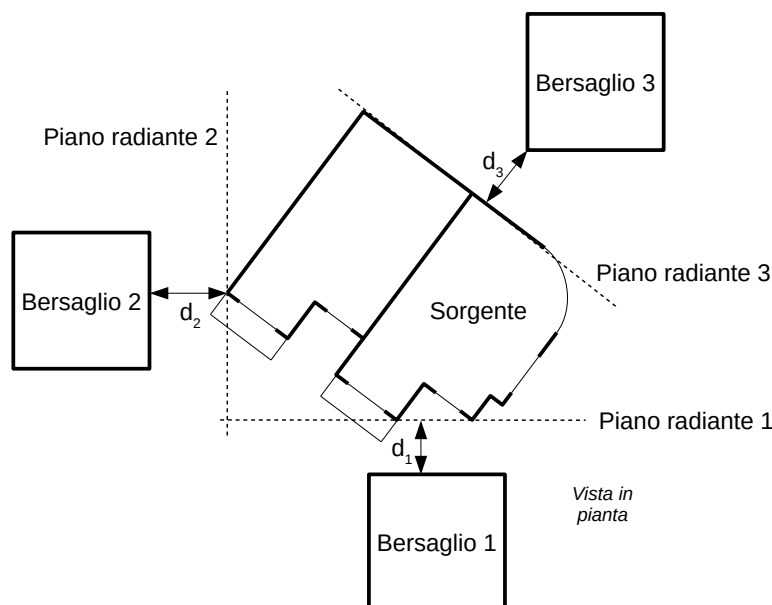 Bersaglio 3
Piano radiante 2
d3
Piano radiante 3
Bersaglio 2
d2
Sorgente
Piano radiante 1
d1
Vista in
pianta
Bersaglio 1